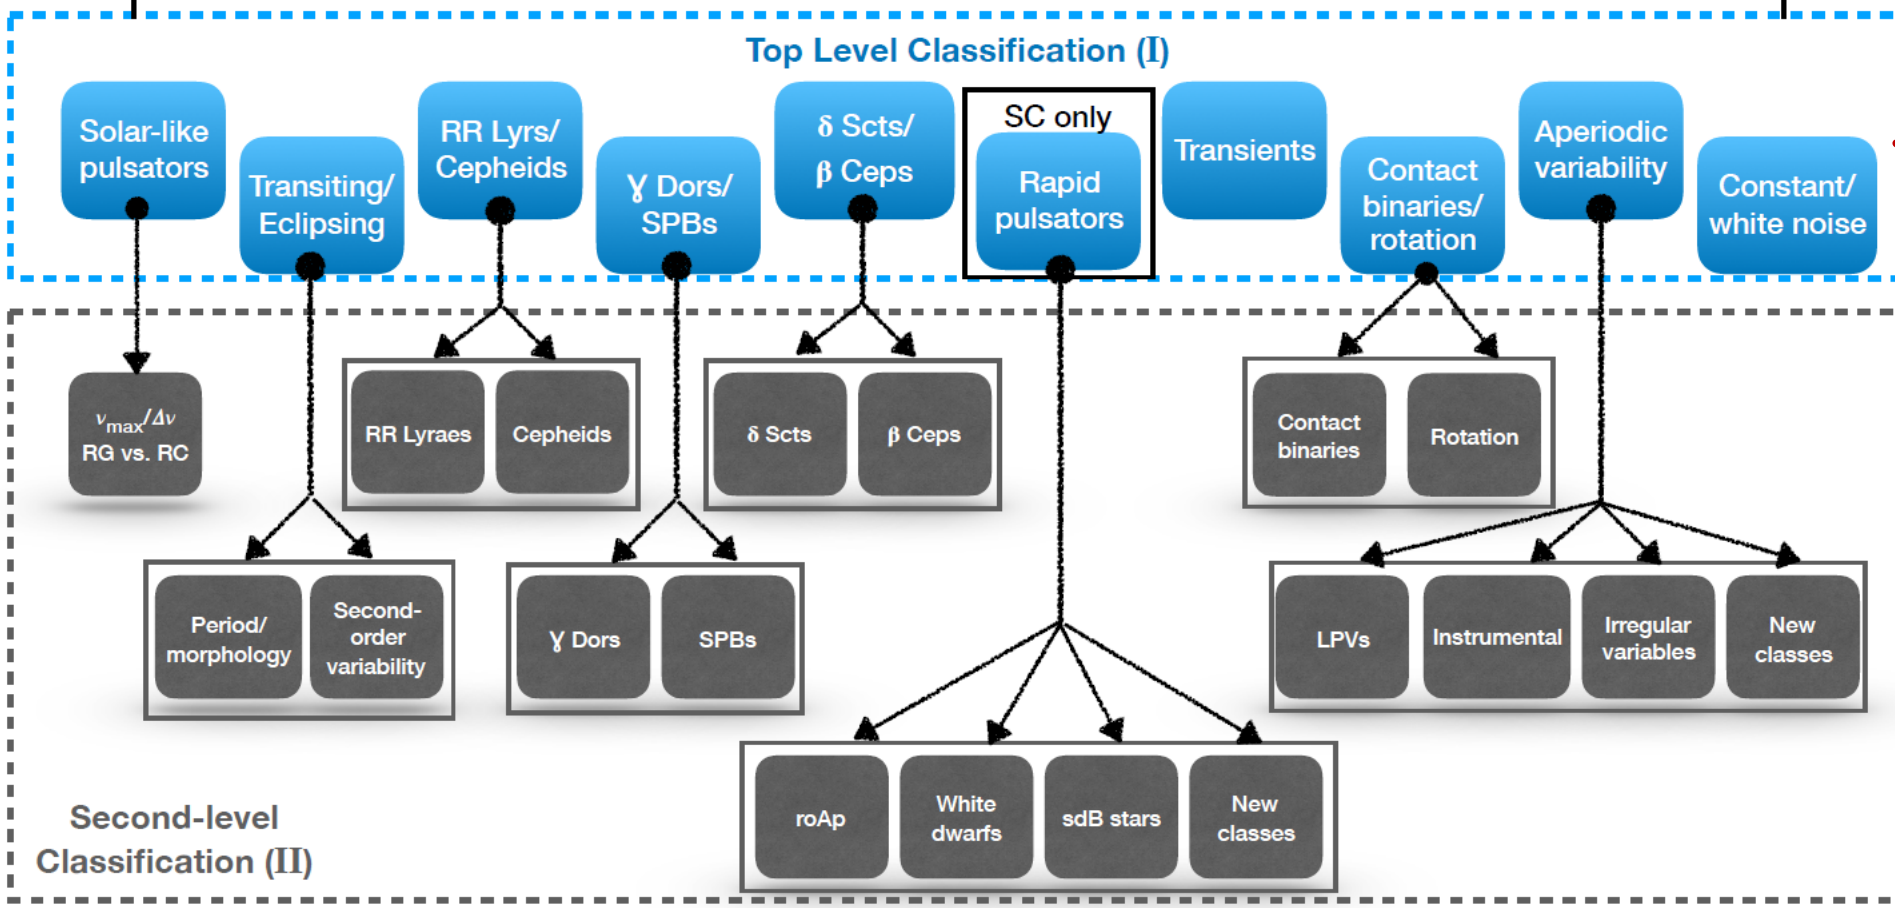 Top Level Classification (I)
Solar-like
pulsators
Transiting/
Eclipsing
RR Lyrs/
Cepheids
Ɣ Dors/
SPBs
δ Scts/
β Ceps
SC only
Rapid
pulsators
Transients
Contact
binaries/
rotation
Aperiodic
variability
Constant/
white noise
νmax/Δν
RG vs. RC
RR Lyraes
Cepheids
δ Scts
β Ceps
Contact
binaries
Rotation
Period/
morphology
Second-
order
variability
Ɣ Dors
SPBs
LPVs
Instrumental
Irregular
variables
New
classes
roAp
White
dwarfs
sdB stars
New
classes
Second-level
Classification (II)